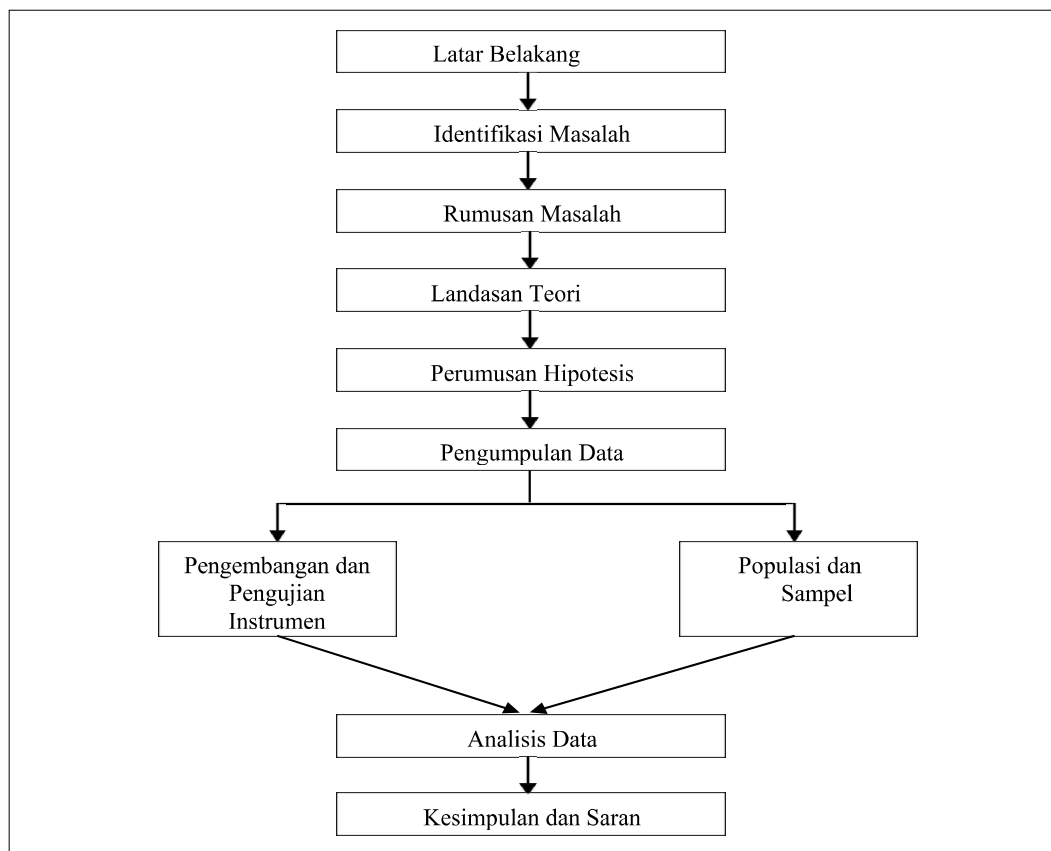 Latar Belakang
Identifikasi Masalah
Rumusan Masalah
Landasan Teori
Perumusan Hipotesis
Pengumpulan Data
Pengembangan dan
Pengujian
Instrumen
Populasi dan
Sampel
Analisis Data
Kesimpulan dan Saran